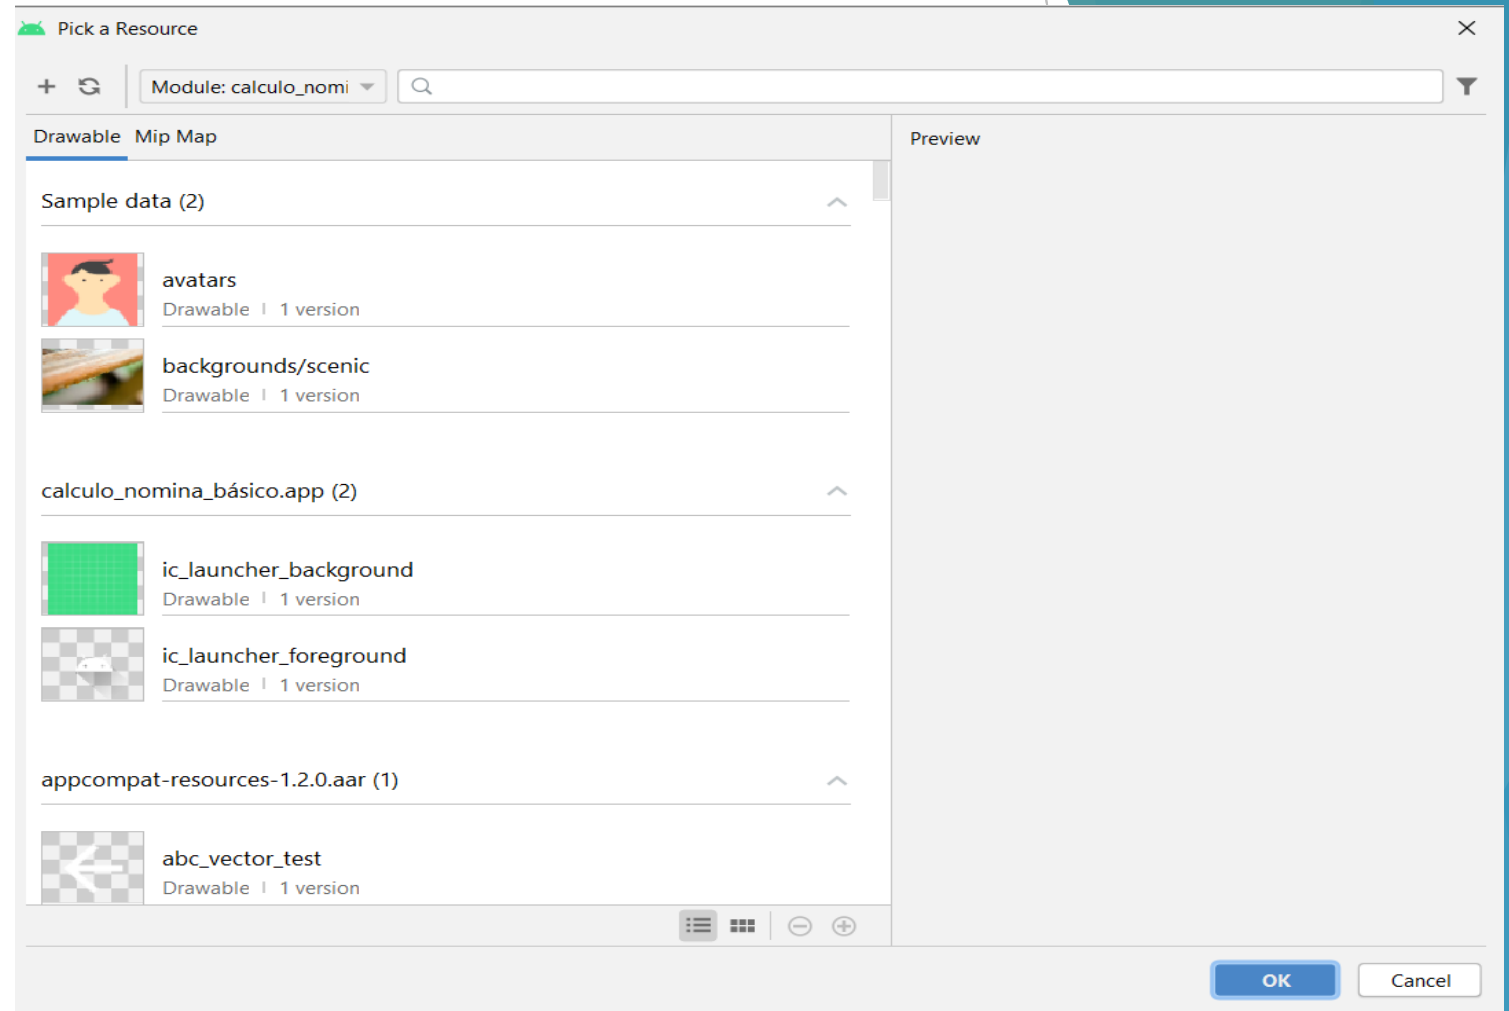 Pick a Resource
Module: calculo_nomi
Drawable Mip Map
Preview
Sample data (2)
avatars
Drawable | 1 version
backgrounds/scenic
Drawable | 1 version
calculo_nomina_básico.app (2)
ic_launcher_background
Drawable | 1 version
ic_launcher_foreground
Drawable | 1 version
appcompat-resources-1.2.0.aar (1)
abc_vector_test
Drawable | 1 version
OK Cancel